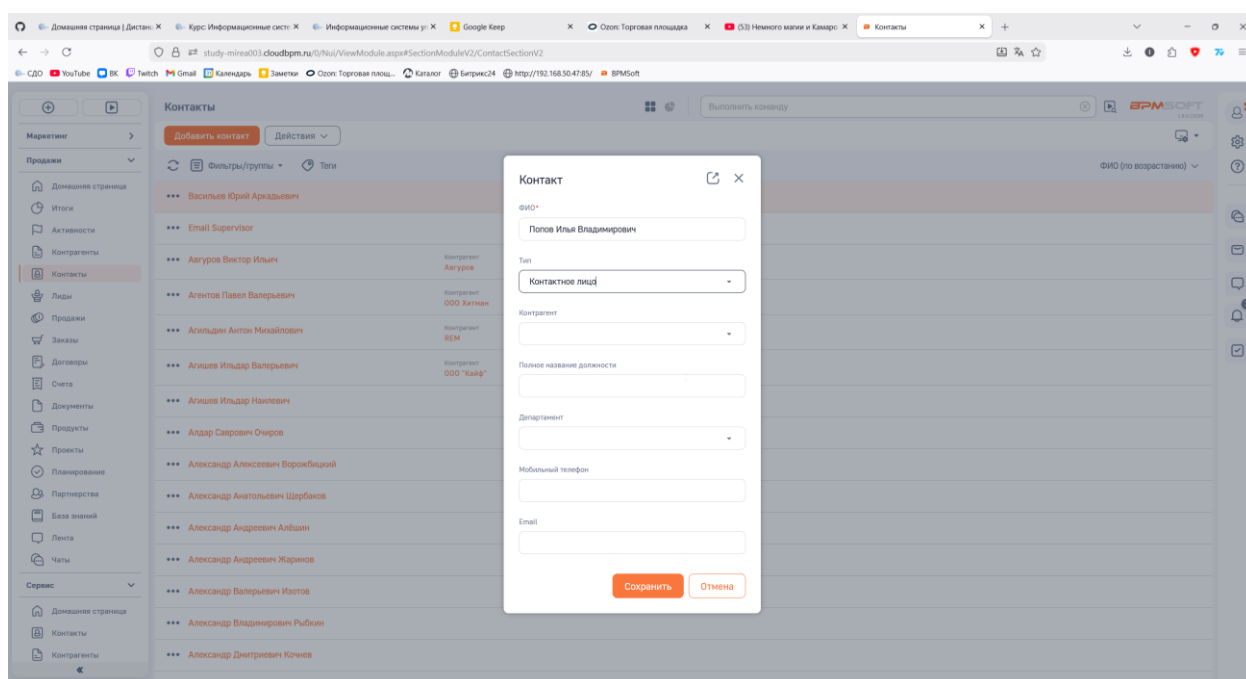 Домашняя страница | Дистанс
Курс: Информационные систе
Информационные системы уп
Google Keep
Ozon: Торговая площадка
(53) Немного магии и Камаро
Контакты
study-mirea003.cloudbpm.ru/0/Nui/ViewModule.aspx#SectionModuleV2/ContactSectionV2
СДО YouTube ВК Twitch Gmail Календарь Заметки Ozon: Торговая площ... Каталог Битрикс24 http://192.168.50.47:85/ BPMSoft
Контакты
Выполнить команду
BPMSOFT
Маркетинг
Добавить контакт Действия
Продажи
Фильтры/группы Теги
ФИО (по возрастанию)
Домашняя страница
Итоги
Активности
Контрагенты
Контакты
Лиды
Продажи
Заказы
Договоры
Счета
Документы
Продукты
Проекты
Планирование
Партнерства
База знаний
Лента
Чаты
Сервис
Домашняя страница
Контакты
Контрагенты
Васильев Юрий Аркадьевич
Email Supervisor
Авгуров Виктор Ильич
Контрагент
Авгуров
Агентов Павел Валерьевич
Контрагент
ООО Хатман
Агильдин Антон Михайлович
Контрагент
REM
Агишев Ильдар Валерьевич
Контрагент
ООО "Кайф"
Агишев Ильдар Наилевич
Алдар Саврович Очиров
Александр Алексеевич Ворожбицкий
Александр Анатольевич Щербаков
Александр Андреевич Алёшин
Александр Андреевич Жаринов
Александр Валерьевич Изотов
Александр Владимирович Рыбкин
Александр Дмитриевич Кочнев
Контакт
ФИО*
Попов Илья Владимирович
Тип
Контактное лицо
Контрагент
Полное название должности
Департамент
Мобильный телефон
Email
Сохранить Отмена